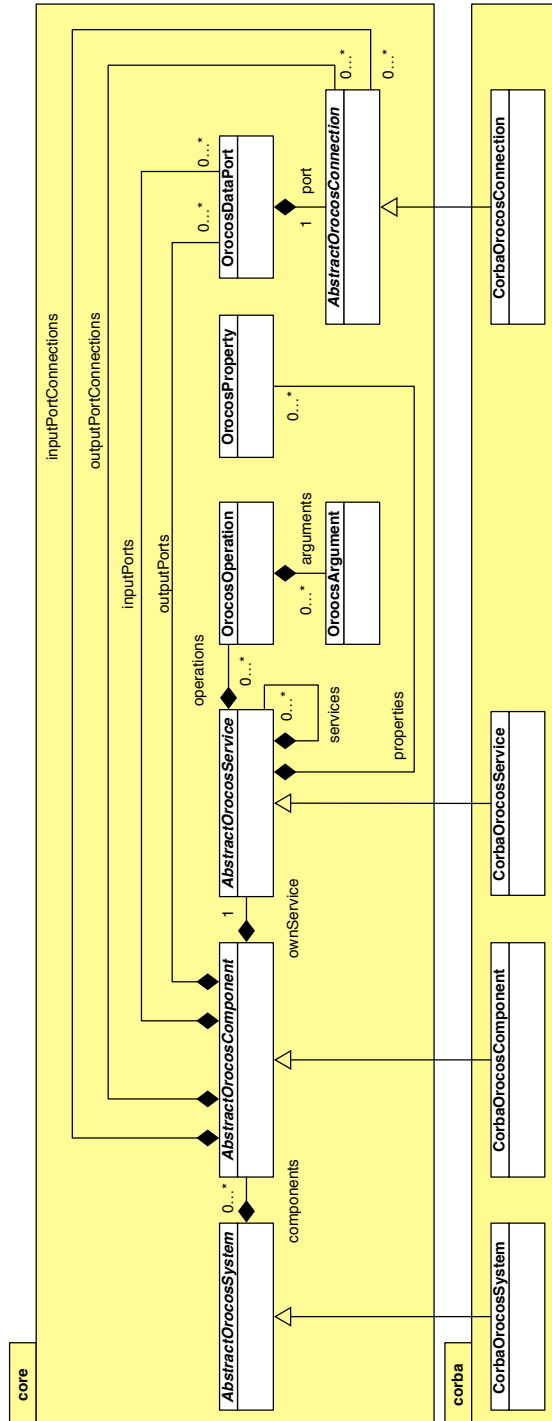 core
inputPortConnections
outputPortConnections
inputPorts
outputPorts
operations
0...*
0...*
0...*
0...*
AbstractOrocosSystem
0...*
components
AbstractOrocosComponent
1
ownService
AbstractOrocosService
0...*
services
properties
0...*
OrocosOperation
0...*
arguments
OroocsArgument
OrocosProperty
0...*
OrocosDataPort
1
port
AbstractOrocosConnection
corba
CorbaOrocosSystem
CorbaOrocosComponent
CorbaOrocosService
CorbaOrocosConnection